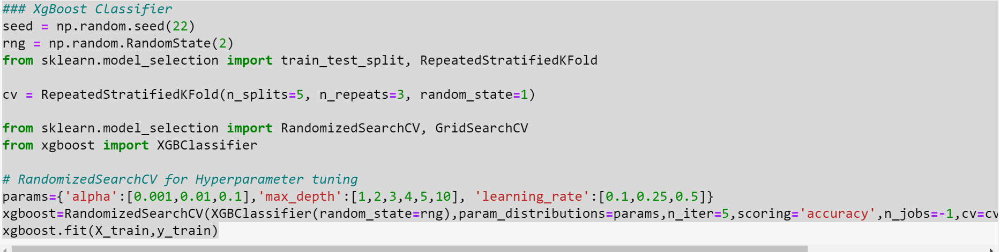 ### XgBoost Classifier
seed = np.random.seed(22)
rng = np.random.RandomState(2)
from sklearn.model_selection import train_test_split, RepeatedStratifiedKFold
cv = RepeatedStratifiedKFold(n_splits=5, n_repeats=3, random_state=1)
from sklearn.model_selection import RandomizedSearchCV, GridSearchCV
from xgboost import XGBClassifier
# RandomizedSearchCV for Hyperparameter tuning
params={'alpha':[0.001,0.01,0.1],'max_depth':[1,2,3,4,5,10], 'learning_rate':[0.1,0.25,0.5]}
xgboost=RandomizedSearchCV(XGBClassifier(random_state=rng),param_distributions=params,n_iter=5,scoring='accuracy',n_jobs=-1,cv=cv
xgboost.fit(X_train,y_train)